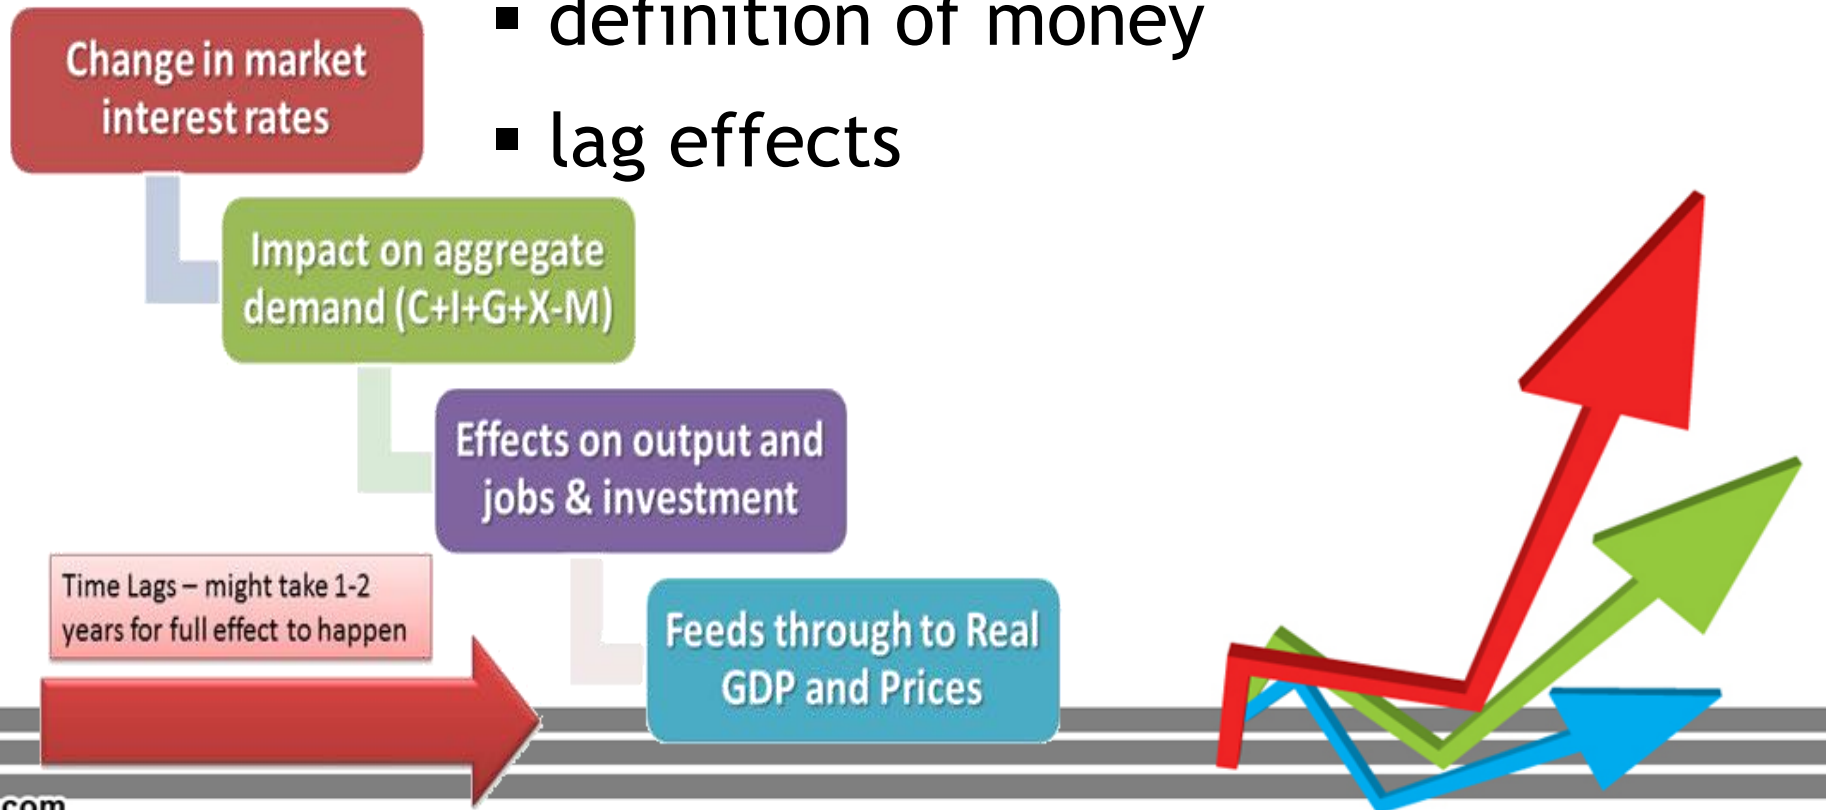 ▪ definition of money
▪ lag effects
Change in market
interest rates
Impact on aggregate
demand (C+I+G+X-M)
Effects on output and
jobs & investment
Time Lags – might take 1-2
years for full effect to happen
Feeds through to Real
GDP and Prices
com